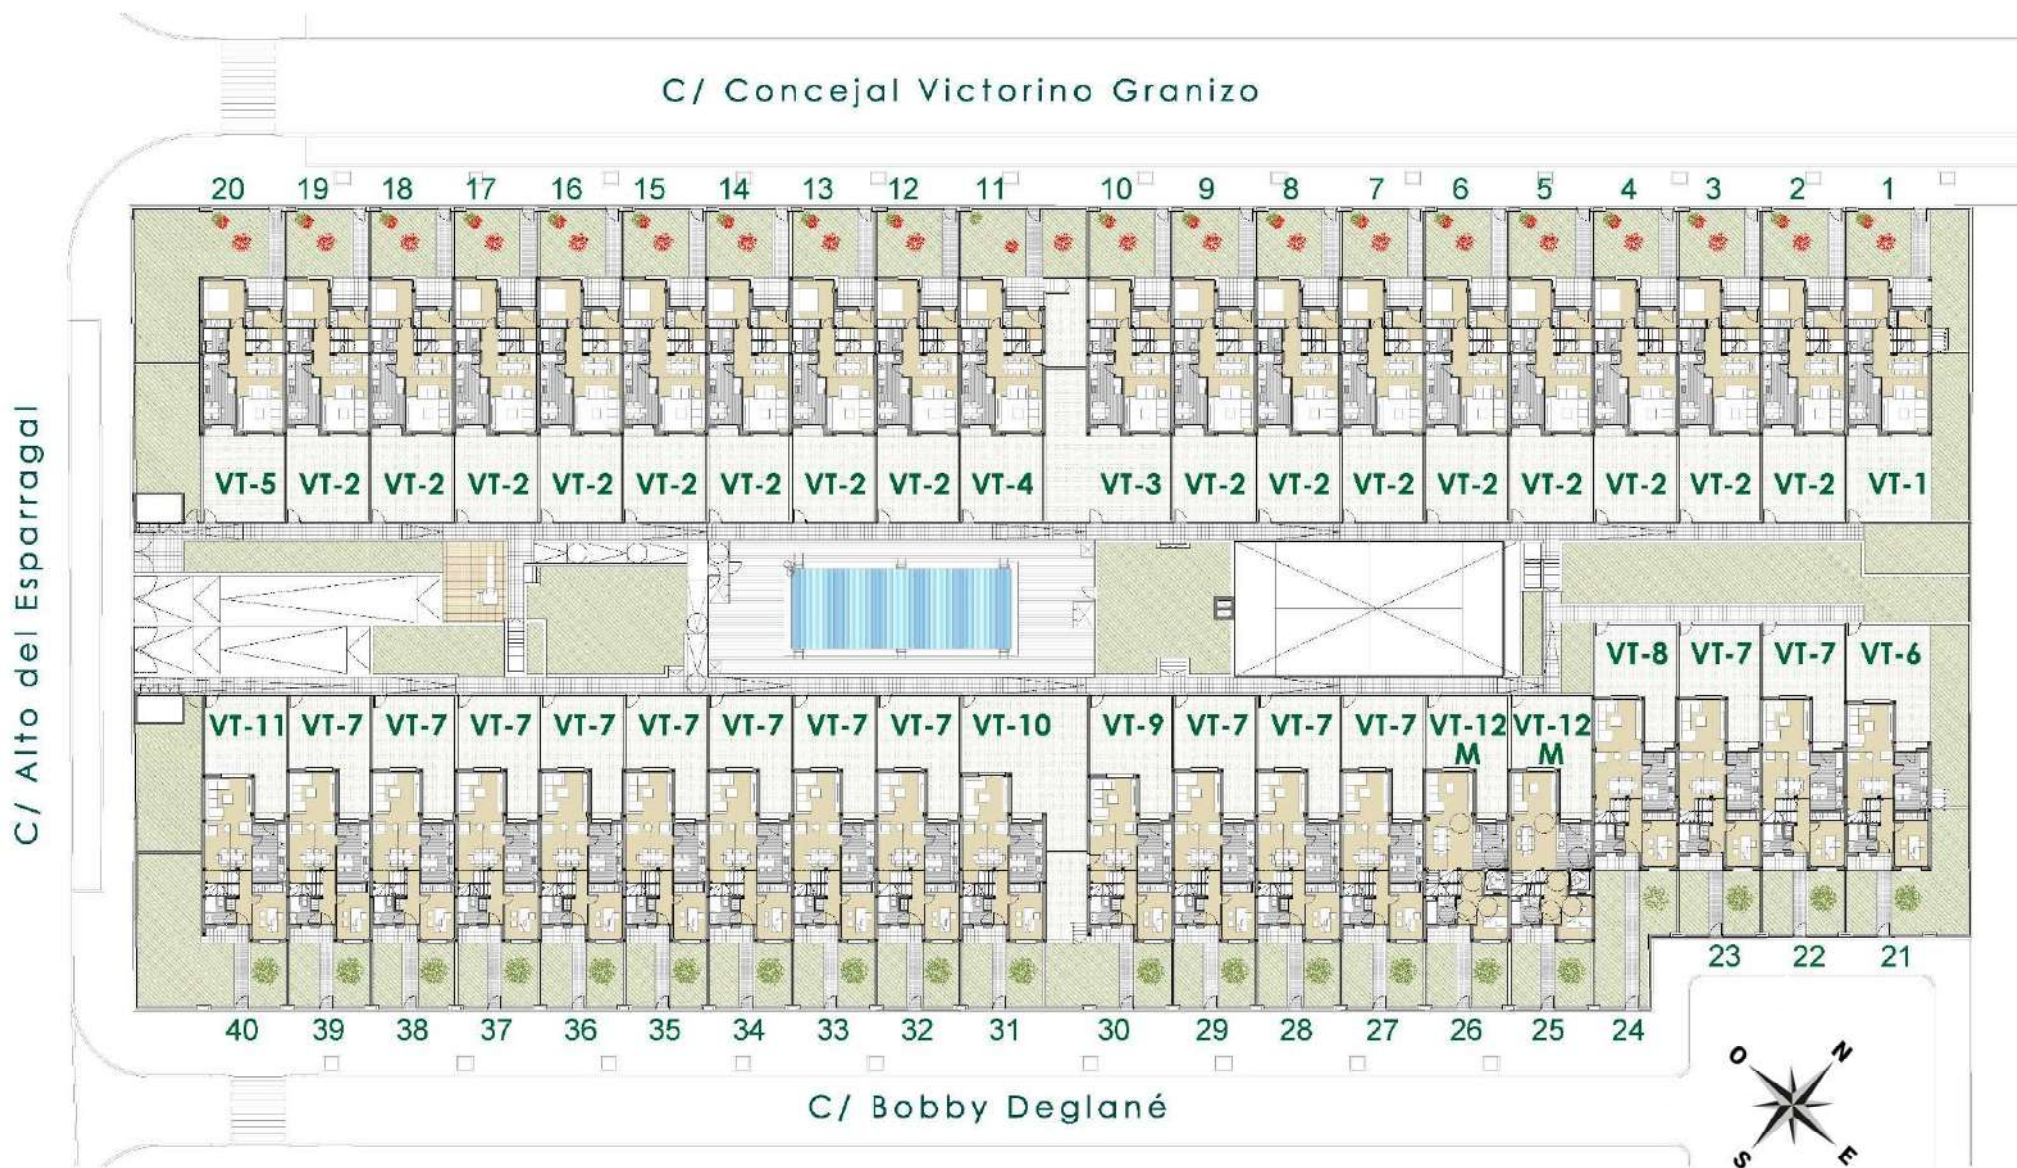 C/ Concejal Victorino Granizo
20 19 18 17 16 15 14 13 12 11 10 9 8 7 6 5 4 3 2 1
VT-5 VT-2 VT-2 VT-2 VT-2 VT-2 VT-2 VT-2 VT-2 VT-4 VT-3 VT-2 VT-2 VT-2 VT-2 VT-2 VT-2 VT-2 VT-2 VT-1
C/ Alto del Esparragal
VT-8 VT-7 VT-7 VT-6
VT-11 VT-7 VT-7 VT-7 VT-7 VT-7 VT-7 VT-7 VT-7 VT-10 VT-9 VT-7 VT-7 VT-7 VT-12 VT-12
M M
23 22 21
40 39 38 37 36 35 34 33 32 31 30 29 28 27 26 25 24
O N
C/ Bobby Deglané
S E